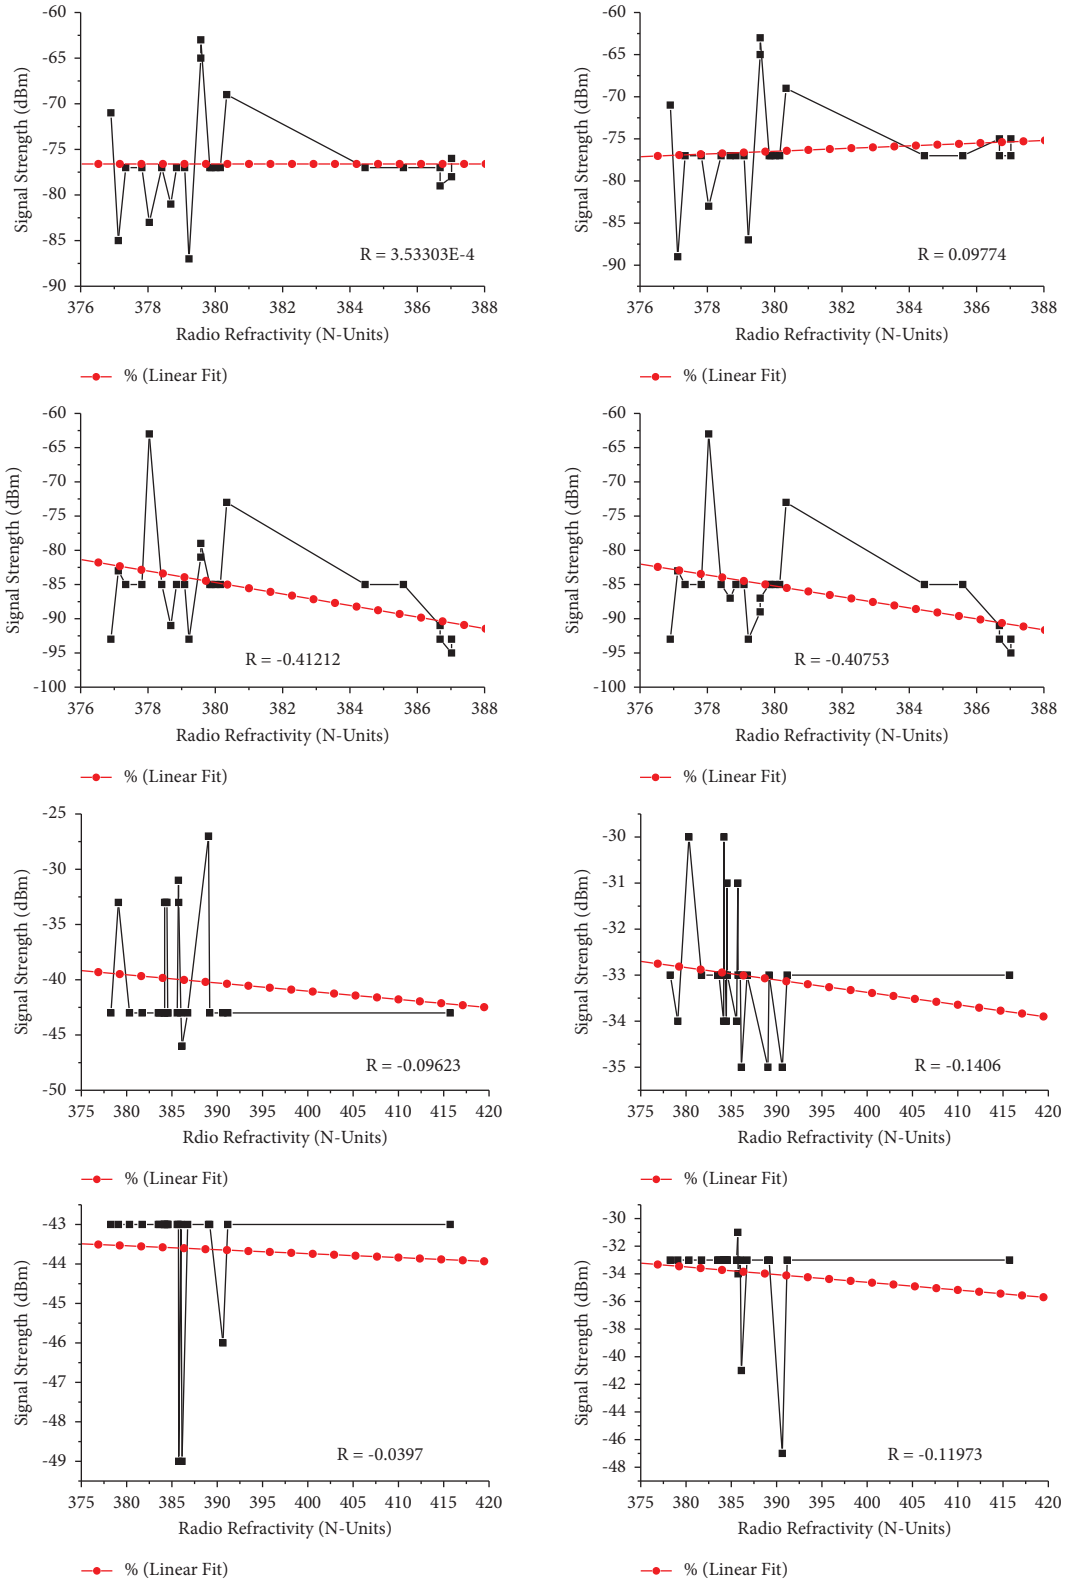 -60
-65
-70
-75
-80
-85
-90
Signal Strength (dBm)
R = 3.53303E-4
376 378 380 382 384 386 388
Radio Refractivity (N-Units)
% (Linear Fit)
-60
-65
-70
-75
-80
-85
-90
Signal Strength (dBm)
R = 0.09774
376 378 380 382 384 386 388
Radio Refractivity (N-Units)
% (Linear Fit)
-60
-65
-70
-75
-80
-85
-90
-95
-100
Signal Strength (dBm)
R = -0.41212
376 378 380 382 384 386 388
Radio Refractivity (N-Units)
% (Linear Fit)
-60
-65
-70
-75
-80
-85
-90
-95
-100
Signal Strength (dBm)
R = -0.40753
376 378 380 382 384 386 388
Radio Refractivity (N-Units)
% (Linear Fit)
-25
-30
-35
-40
-45
-50
Signal Strength (dBm)
R = -0.09623
375 380 385 390 395 400 405 410 415 420
Rdio Refractivity (N-Units)
% (Linear Fit)
-30
-31
-32
-33
-34
-35
Signal Strength (dBm)
R = -0.1406
375 380 385 390 395 400 405 410 415 420
Radio Refractivity (N-Units)
% (Linear Fit)
-43
-44
-45
-46
-47
-48
-49
Signal Strength (dBm)
R = -0.0397
375 380 385 390 395 400 405 410 415 420
Radio Refractivity (N-Units)
% (Linear Fit)
-30
-32
-34
-36
-38
-40
-42
-44
-46
-48
Signal Strength (dBm)
R = -0.11973
375 380 385 390 395 400 405 410 415 420
Radio Refractivity (N-Units)
% (Linear Fit)